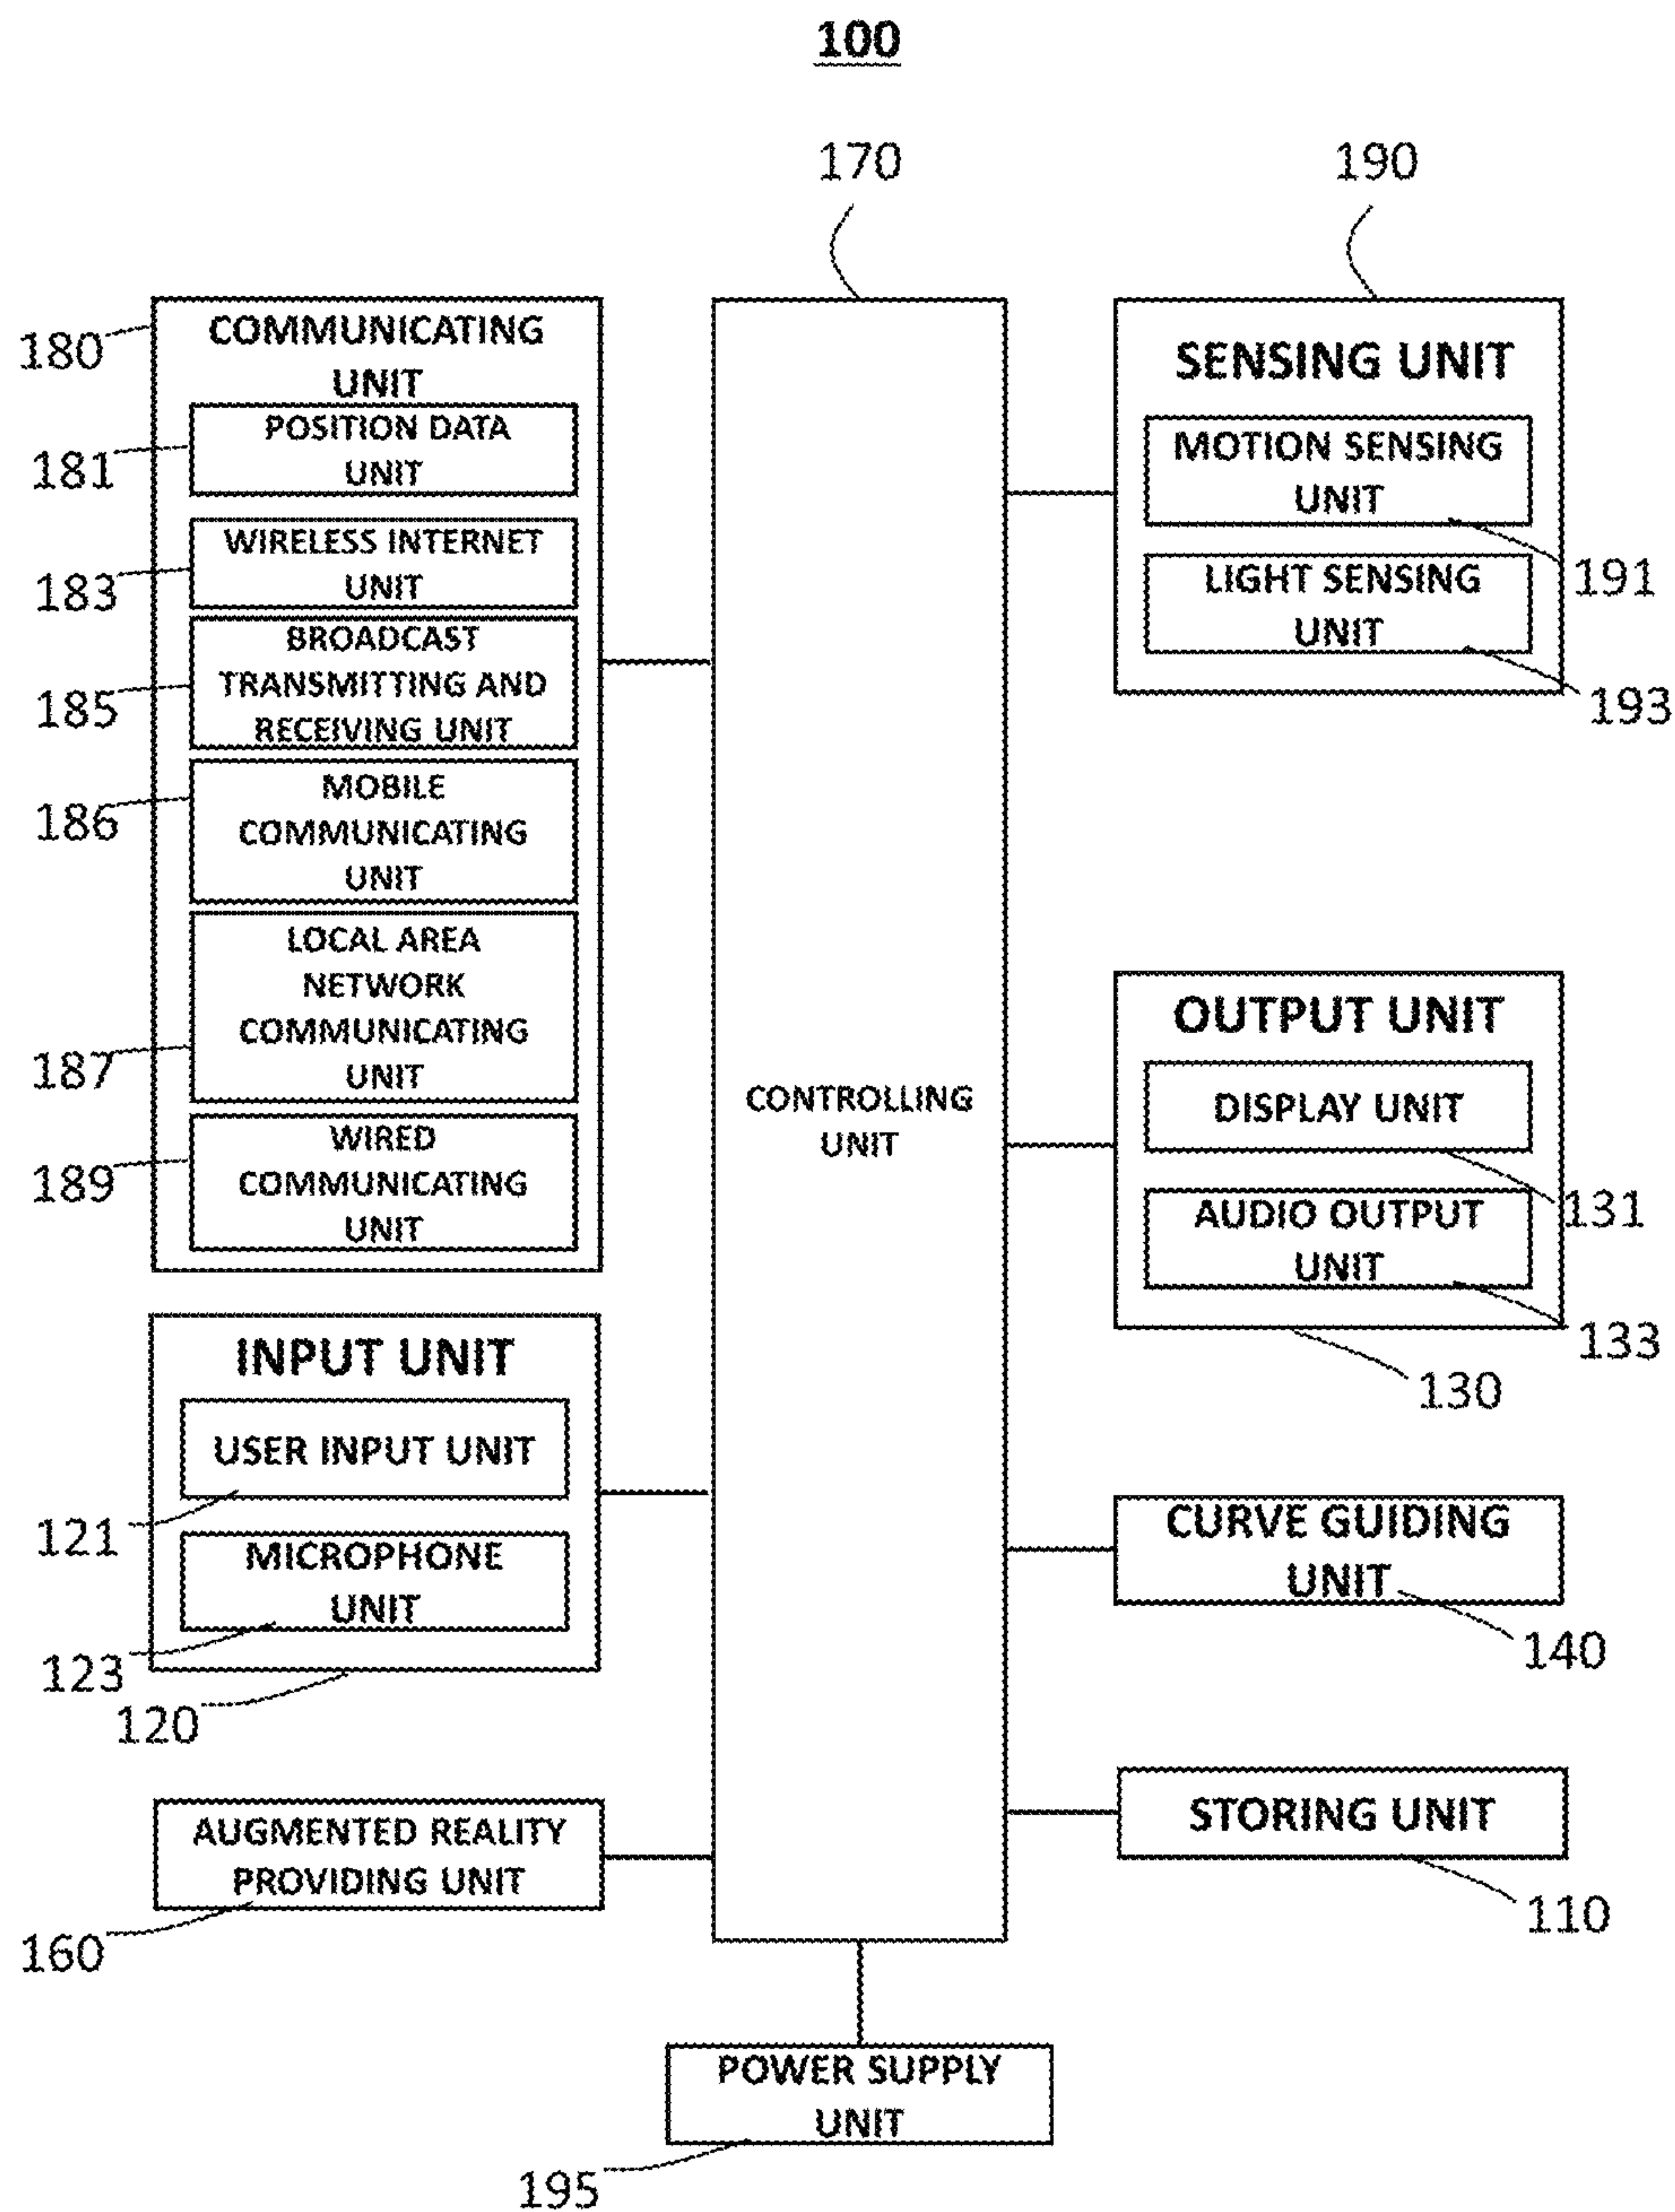 100
170
190
180
COMMUNICATING
UNIT
181
POSITION DATA
UNIT
183
WIRELESS INTERNET
UNIT
185
BROADCAST
TRANSMITTING AND
RECEIVING UNIT
186
MOBILE
COMMUNICATING
UNIT
187
LOCAL AREA
NETWORK
COMMUNICATING
UNIT
189
WIRED
COMMUNICATING
UNIT
INPUT UNIT
USER INPUT UNIT
121
MICROPHONE
UNIT
123
120
AUGMENTED REALITY
PROVIDING UNIT
160
CONTROLLING
UNIT
SENSING UNIT
MOTION SENSING
UNIT
191
LIGHT SENSING
UNIT
193
OUTPUT UNIT
DISPLAY UNIT
131
AUDIO OUTPUT
UNIT
133
130
CURVE GUIDING
UNIT
140
STORING UNIT
110
POWER SUPPLY
UNIT
195